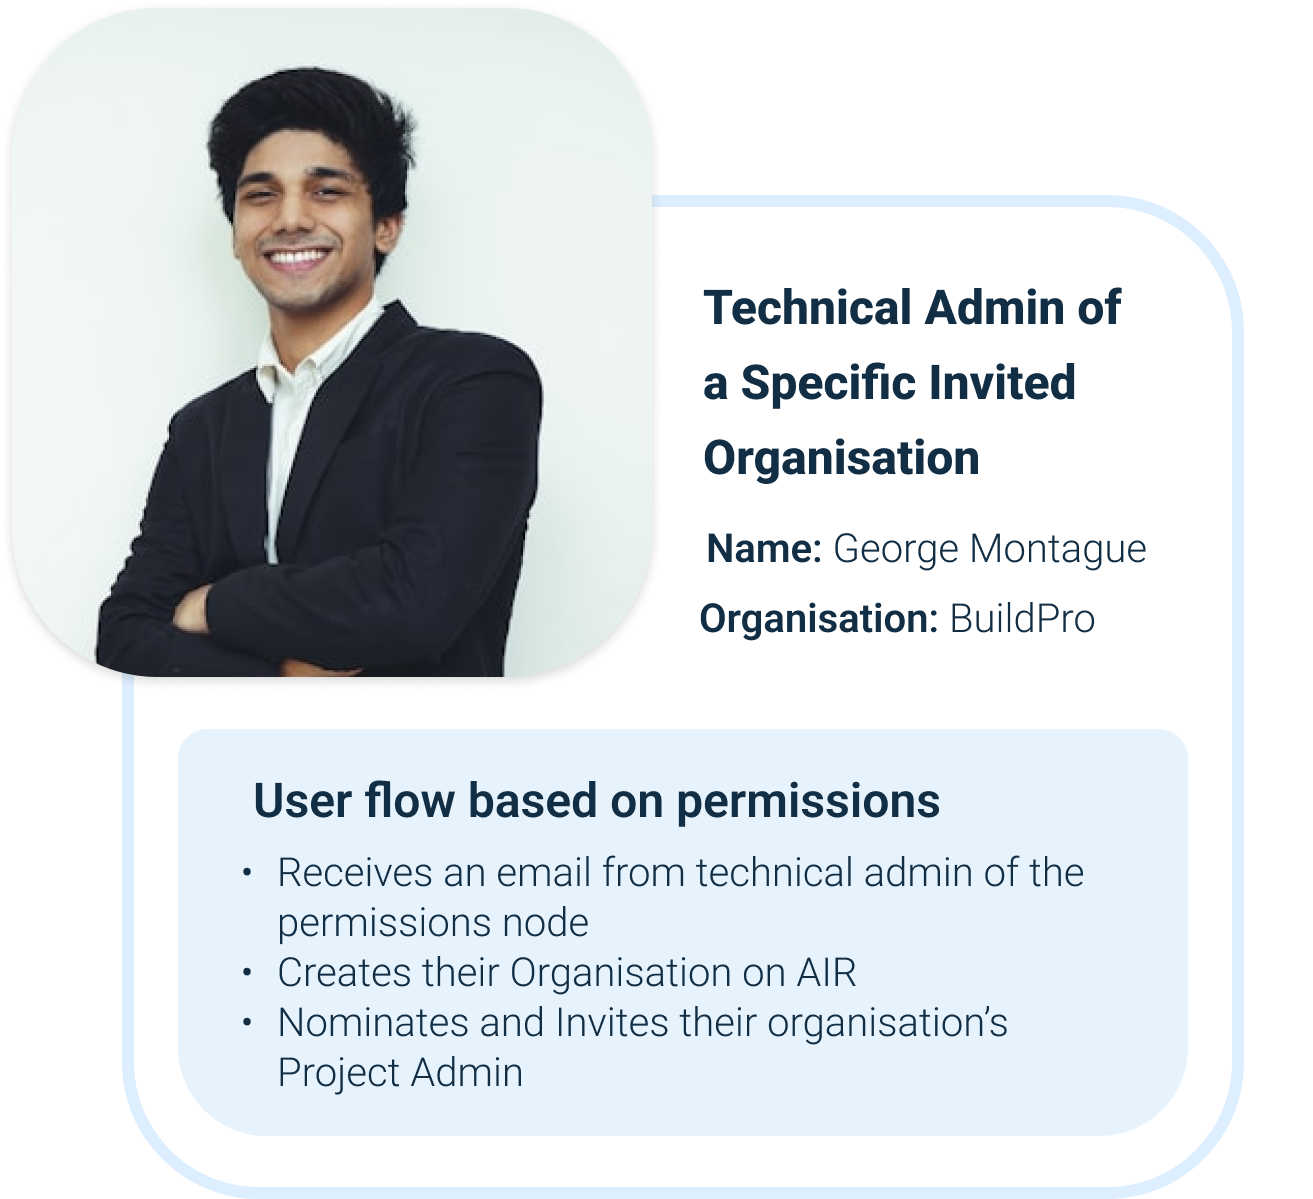 Technical Admin of
a Specific Invited
Organisation
Name: George Montague
Organisation: BuildPro
User flow based on permissions
• Receives an email from technical admin of the
permissions node
• Creates their Organisation on AIR
• Nominates and Invites their organisation’s
Project Admin